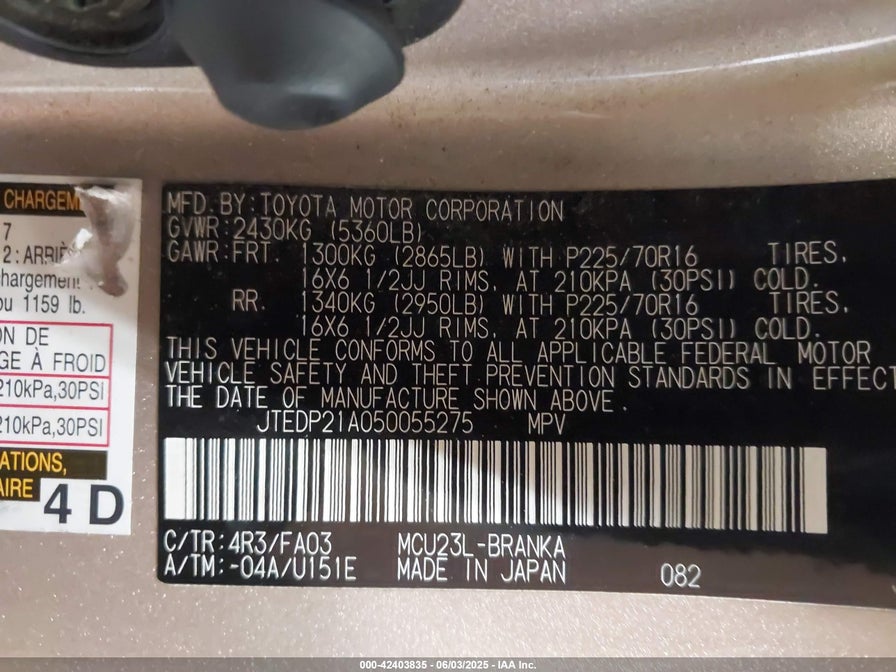 CHARGEM
7
2:ARRIÈ
chargement
ou 1159 lb.
ON DE
GE À FROID
210kPa,30PSI
210kPa,30PSI
ATIONS,
AIRE
4 D
MFD. BY:TOYOTA MOTOR CORPORATION
GVWR:2430KG (5360LB)
GAWR:FRT. 1300KG (2865LB) WITH P225/70R16 TIRES,
16X6 1/2JJ RIMS, AT 210KPA (30PSI) COLD.
RR. 1340KG (2950LB) WITH P225/70R16 TIRES,
16X6 1/2JJ RIMS, AT 210KPA (30PSI) COLD.
THIS VEHICLE CONFORMS TO ALL APPLICABLE FEDERAL MOTOR
VEHICLE SAFETY AND THEFT PREVENTION STANDARDS IN EFFECT
THE DATE OF MANUFACTURE SHOWN ABOVE.
JTEDP21A050055275 MPV
C/TR:4R3/FA03 MCU23L-BRANKA
A/TM:-04A/U151E MADE IN JAPAN 082
000-42403835 - 06/03/2025 - IAA Inc.